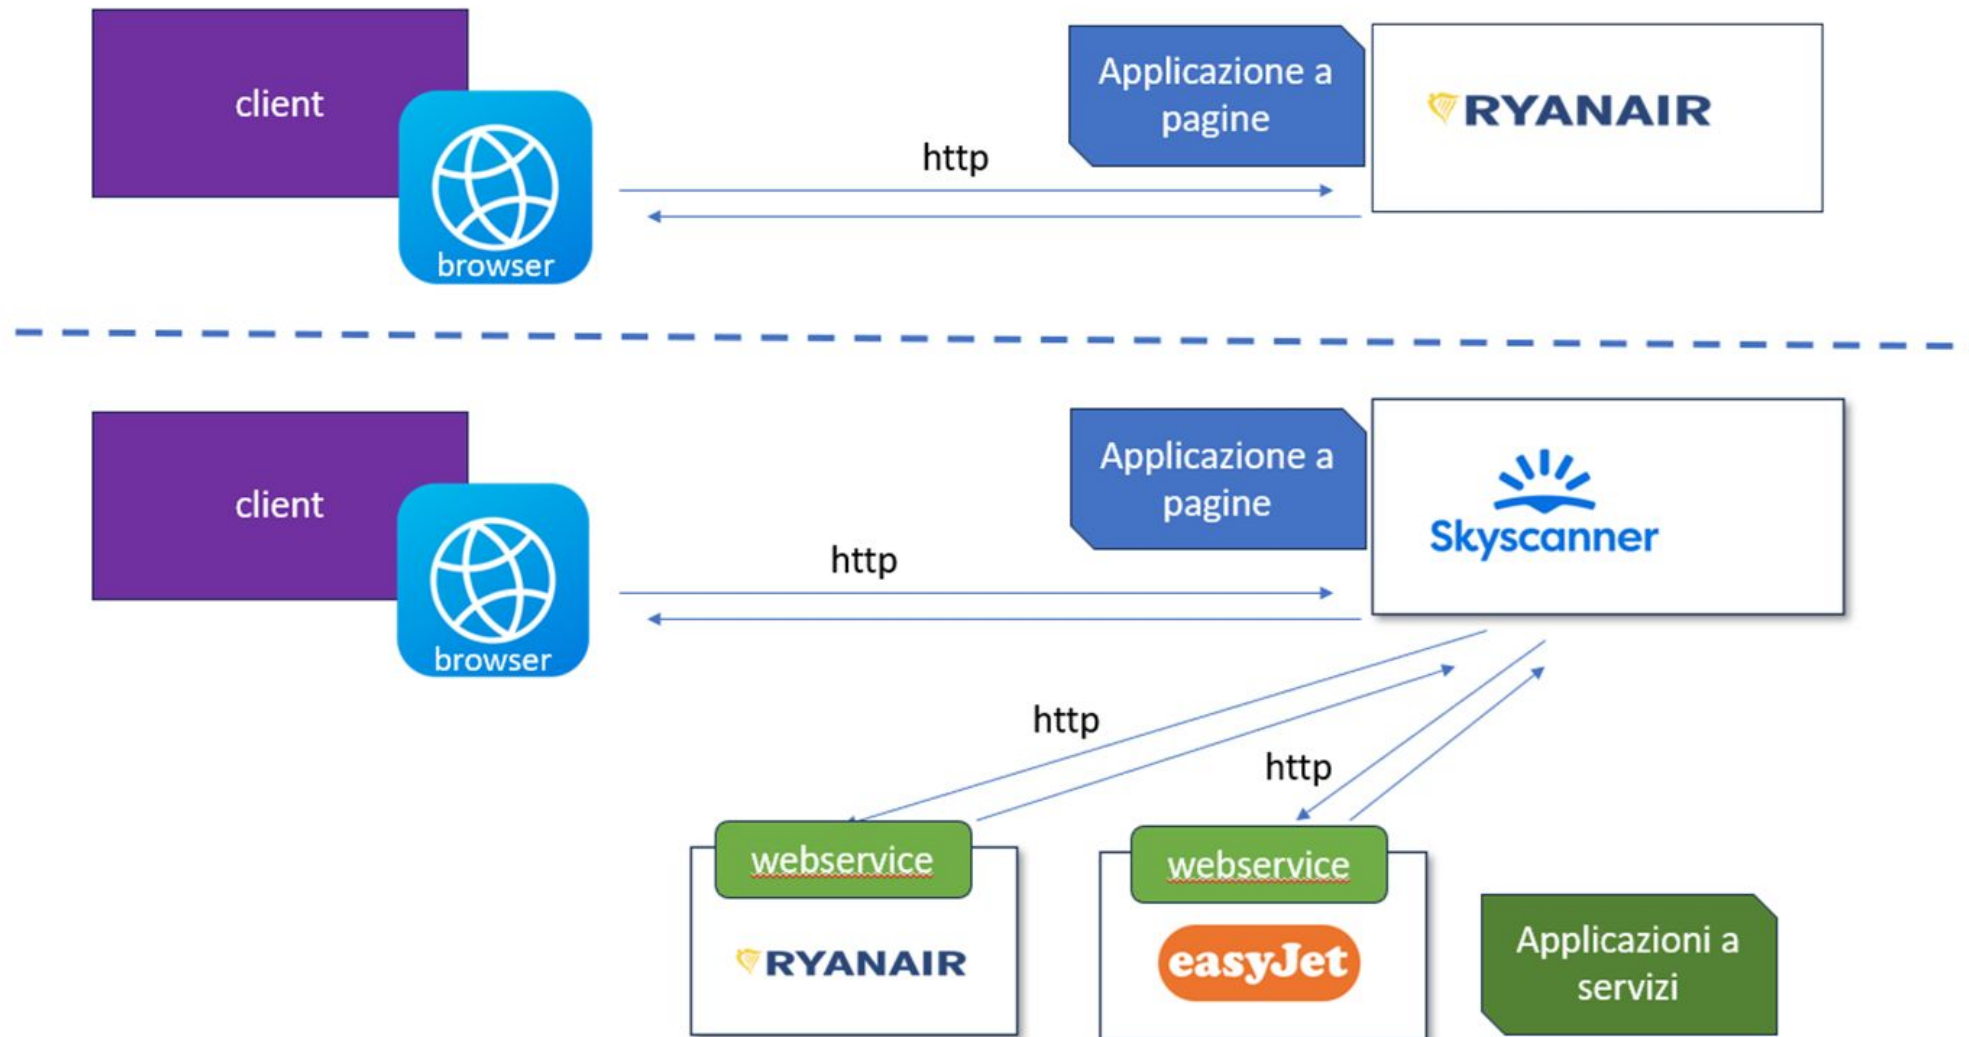 client
browser
http
Applicazione a
pagine
RYANAIR
client
browser
http
Applicazione a
pagine
Skyscanner
http
http
webservice
RYANAIR
webservice
easyJet
Applicazioni a
servizi